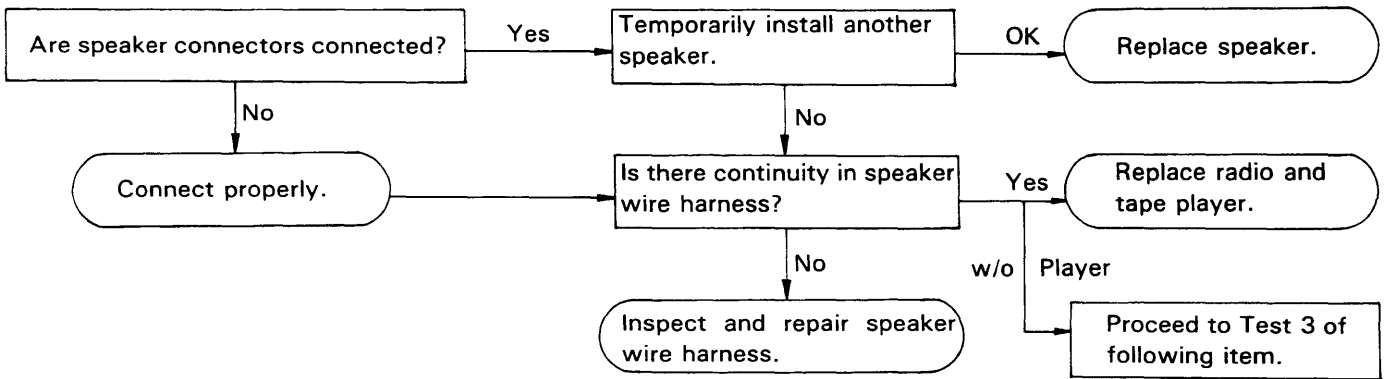 Are speaker connectors connected?
Yes
Temporarily install another
speaker.
OK
Replace speaker.
No
No
Connect properly.
Is there continuity in speaker
wire harness?
Yes
Replace radio and
tape player.
No
w/o Player
Inspect and repair speaker
wire harness.
Proceed to Test 3 of
following item.